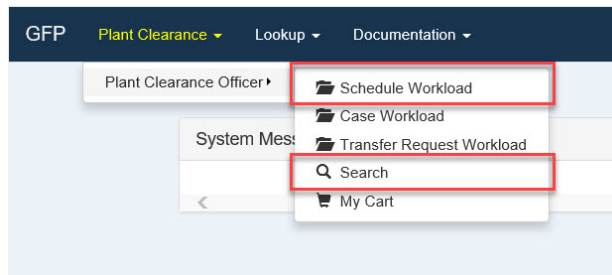 GFP Plant Clearance Lookup Documentation
Plant Clearance Officer
Schedule Workload
Case Workload
System Mess
Transfer Request Workload
Search
My Cart